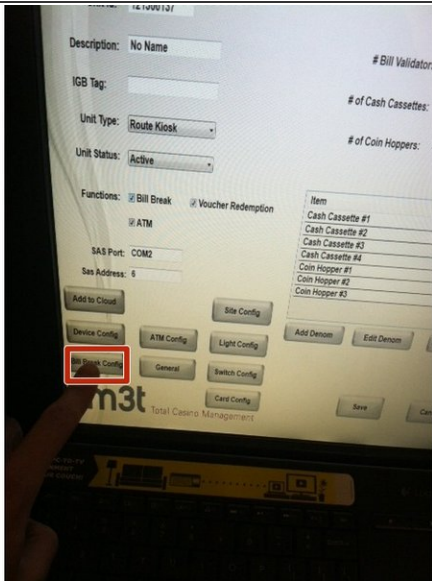 121300137
Description: No Name
# Bill Validator
IGB Tag:
# of Cash Cassettes:
Unit Type: Route Kiosk
# of Coin Hoppers:
Unit Status: Active
Functions: Bill Break Voucher Redemption
ATM
Item
Cash Cassette #1
Cash Cassette #2
Cash Cassette #3
Cash Cassette #4
Coin Hopper #1
Coin Hopper #2
Coin Hopper #3
SAS Port: COM2
Sas Address: 6
Add to Cloud
Site Config
Device Config
ATM Config
Light Config
Add Denom
Edit Denom
Bill Break Config
General
Switch Config
Card Config
Save
m3t Total Casino Management